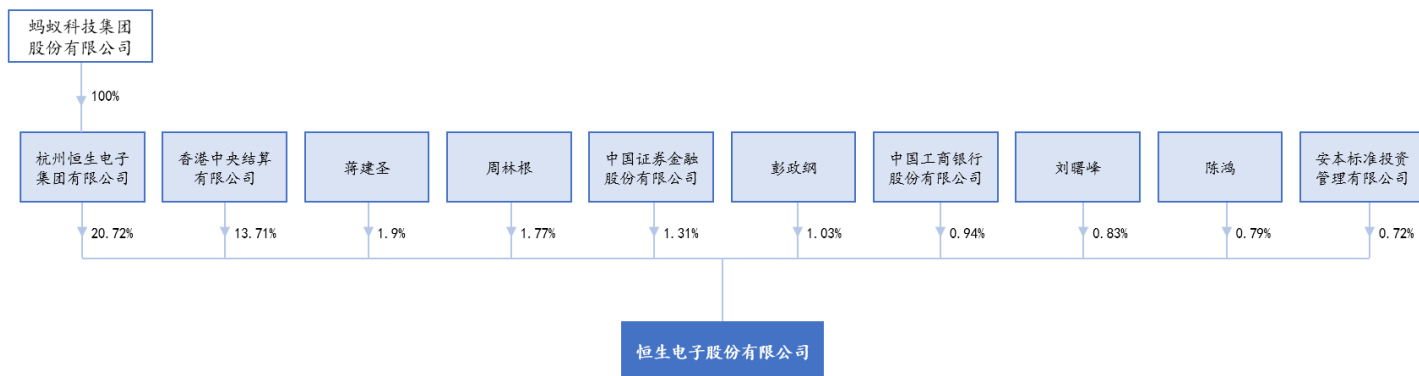 蚂蚁科技集团
股份有限公司
100%
杭州恒生电子
集团有限公司
香港中央结算
有限公司
蒋建圣
周林根
中国证券金融
股份有限公司
彭政纲
中国工商银行
股份有限公司
刘曙峰
陈鸿
安本标准投资
管理有限公司
20.72%
13.71%
1.9%
1.77%
1.31%
1.03%
0.94%
0.83%
0.79%
0.72%
恒生电子股份有限公司